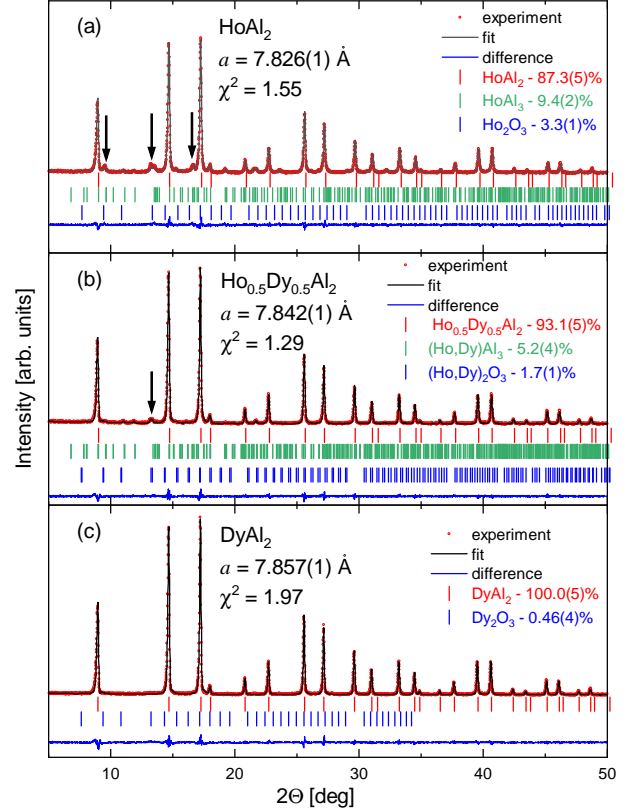 (a)
HoAl₂
a = 7.826(1) Å
χ² = 1.55
experiment
fit
difference
HoAl₂ - 87.3(5)%
HoAl₃ - 9.4(2)%
Ho₂O₃ - 3.3(1)%
(b)
Ho₀.₅Dy₀.₅Al₂
a = 7.842(1) Å
χ² = 1.29
experiment
fit
difference
Ho₀.₅Dy₀.₅Al₂ - 93.1(5)%
(Ho,Dy)Al₃ - 5.2(4)%
(Ho,Dy)₂O₃ - 1.7(1)%
Intensity [arb. units]
(c)
DyAl₂
a = 7.857(1) Å
χ² = 1.97
experiment
fit
difference
DyAl₂ - 100.0(5)%
Dy₂O₃ - 0.46(4)%
10 20 30 40 50
2Θ [deg]